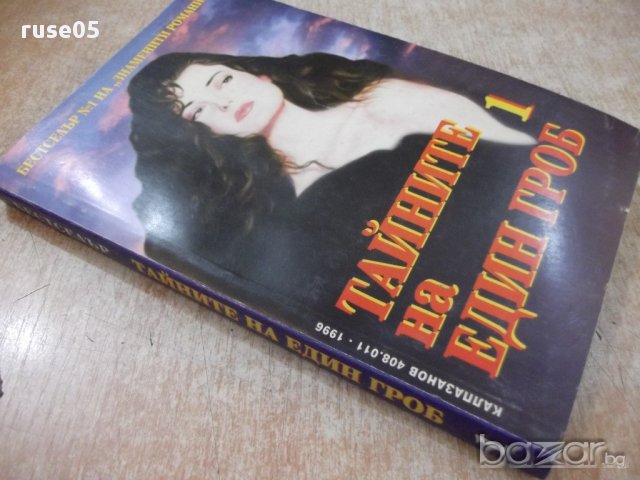 ruse05
БЕСТСЕЛЪР №1 НА „ЗНАМЕНИТИ РОМАНИ
ТАЙНИТЕ 1
на
ЕДИН ГРОБ
КАЛПАЗАНОВ 408.011 · 1996
ТАЙНИТЕ НА ЕДИН ГРОБ
bazar.bg